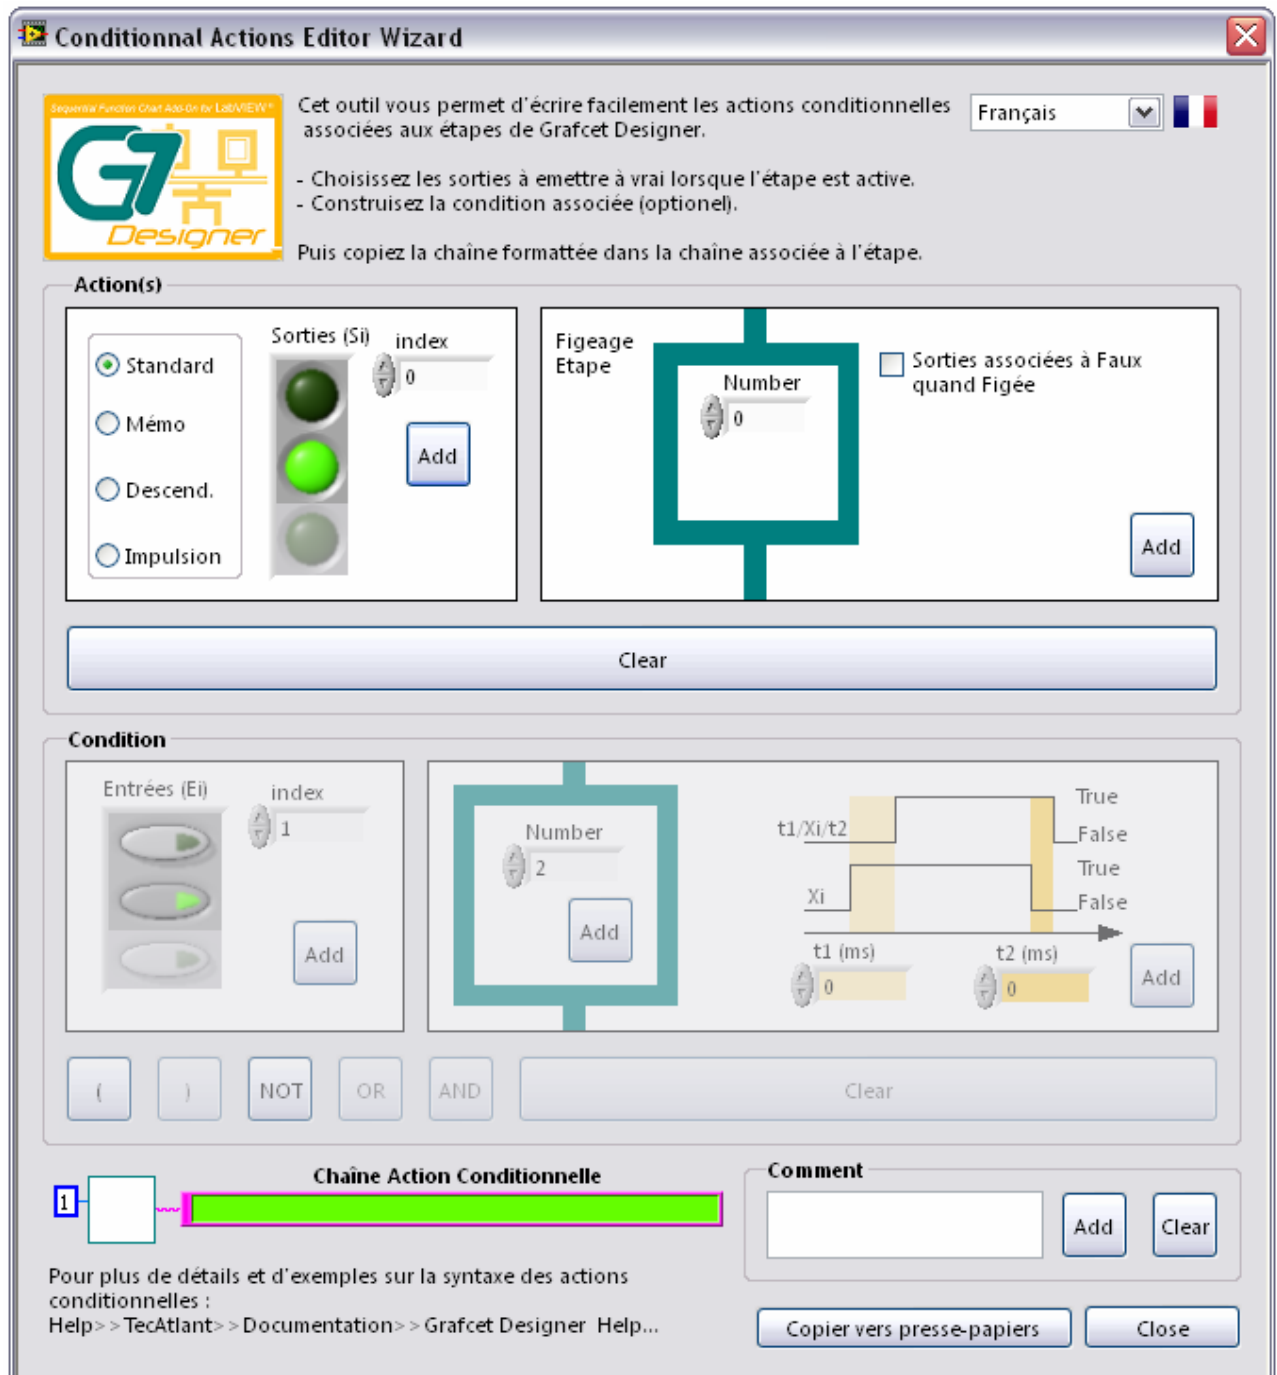 Conditionnal Actions Editor Wizard
Sequential Function Chart Add-On for LabVIEW®
G7
Designer
Cet outil vous permet d'écrire facilement les actions conditionnelles
associées aux étapes de Grafcet Designer.
Français
- Choisissez les sorties à emettre à vrai lorsque l'étape est active.
- Construisez la condition associée (optionel).
Puis copiez la chaîne formattée dans la chaîne associée à l'étape.
Action(s)
Standard
Mémo
Descend.
Impulsion
Sorties (Si)
index
0
Add
Figeage
Etape
Number
0
Sorties associées à Faux
quand Figée
Add
Clear
Condition
Entrées (Ei)
index
1
Add
Number
2
Add
t1/Xi/t2
True
False
Xi
True
False
t1 (ms)
0
t2 (ms)
0
Add
(
)
NOT
OR
AND
Clear
Chaîne Action Conditionnelle
1
Comment
Add
Clear
Pour plus de détails et d'exemples sur la syntaxe des actions
conditionnelles :
Help>>TecAtlant>>Documentation>>Grafcet Designer Help...
Copier vers presse-papiers
Close